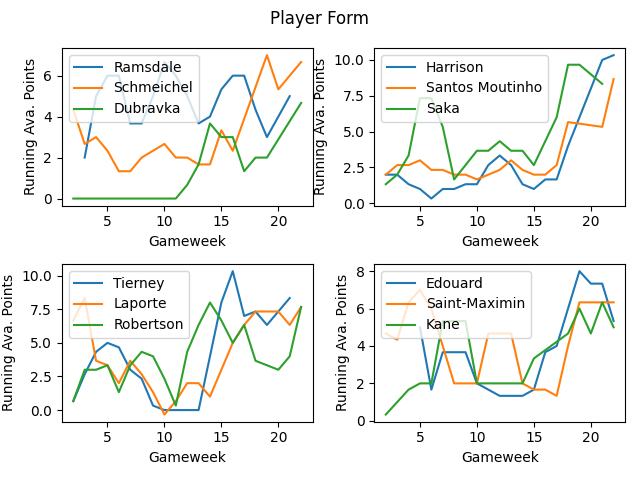 Player Form
Running Ava. Points
Ramsdale
Schmeichel
Dubravka
0
2
4
6
5
10
15
20
Gameweek
Running Ava. Points
Harrison
Santos Moutinho
Saka
0.0
2.5
5.0
7.5
10.0
5
10
15
20
Gameweek
Running Ava. Points
Tierney
Laporte
Robertson
0.0
2.5
5.0
7.5
10.0
5
10
15
20
Gameweek
Running Ava. Points
Edouard
Saint-Maximin
Kane
0
2
4
6
8
5
10
15
20
Gameweek